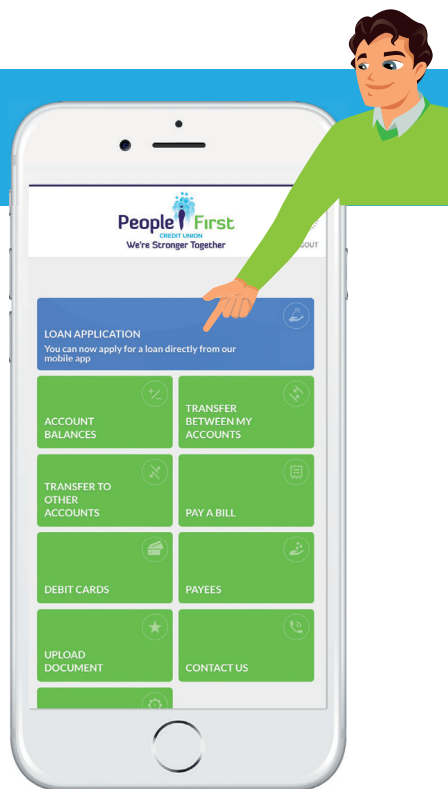 People First
CREDIT UNION
We're Stronger Together
LOAN APPLICATION
You can now apply for a loan directly from our
mobile app
ACCOUNT
BALANCES
TRANSFER
BETWEEN MY
ACCOUNTS
TRANSFER TO
OTHER
ACCOUNTS
PAY A BILL
DEBIT CARDS
PAYEES
UPLOAD
DOCUMENT
CONTACT US